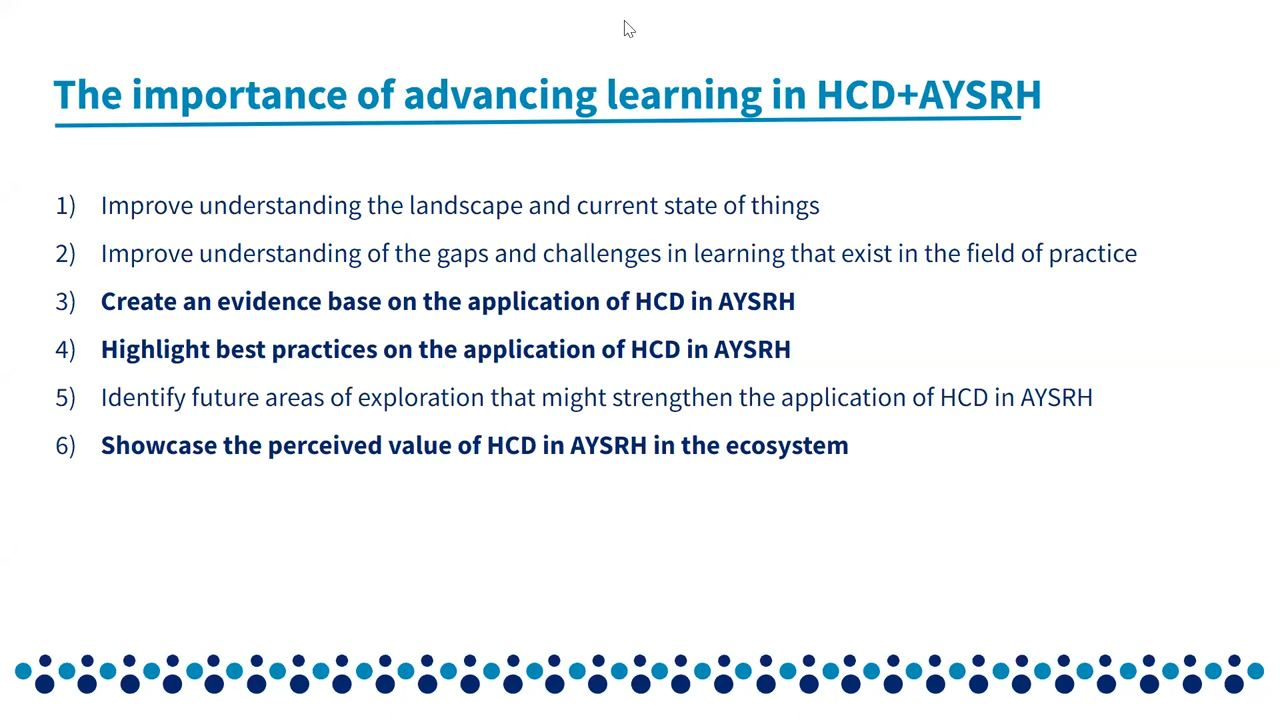 The importance of advancing learning in HCD+AYSRH
1) Improve understanding the landscape and current state of things
2) Improve understanding of the gaps and challenges in learning that exist in the field of practice
3) Create an evidence base on the application of HCD in AYSRH
4) Highlight best practices on the application of HCD in AYSRH
5) Identify future areas of exploration that might strengthen the application of HCD in AYSRH
6) Showcase the perceived value of HCD in AYSRH in the ecosystem